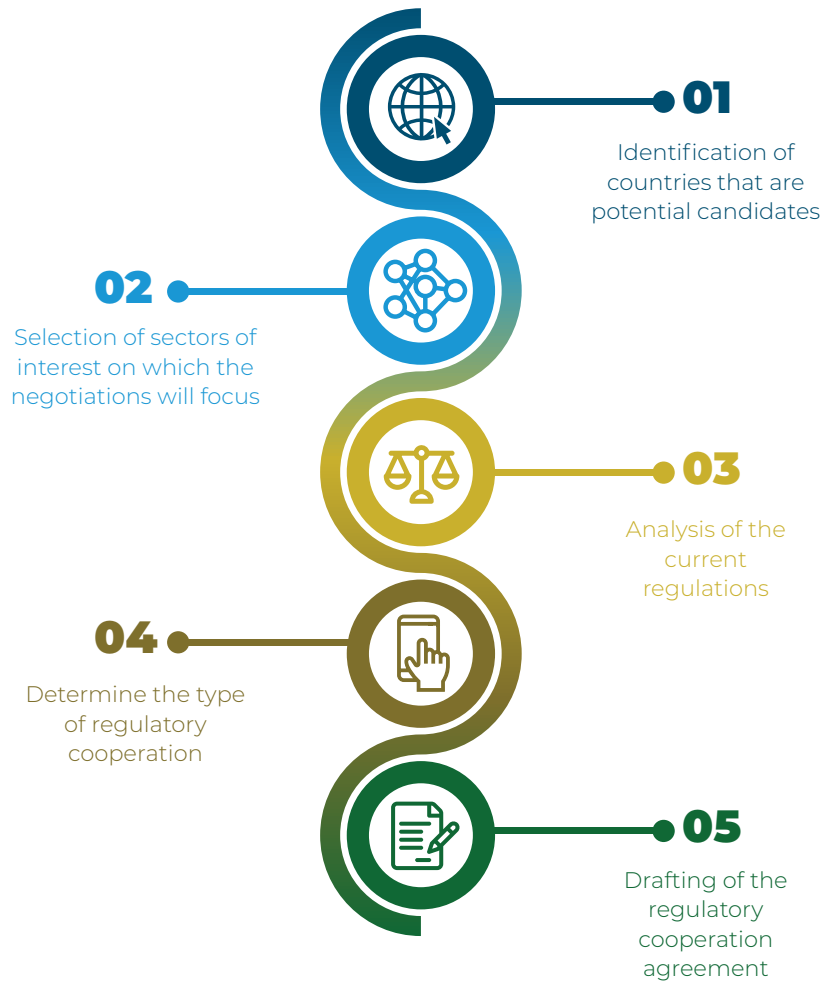 01
Identification of
countries that are
potential candidates
02
Selection of sectors of
interest on which the
negotiations will focus
03
Analysis of the
current
regulations
04
Determine the type
of regulatory
cooperation
05
Drafting of the
regulatory
cooperation
agreement